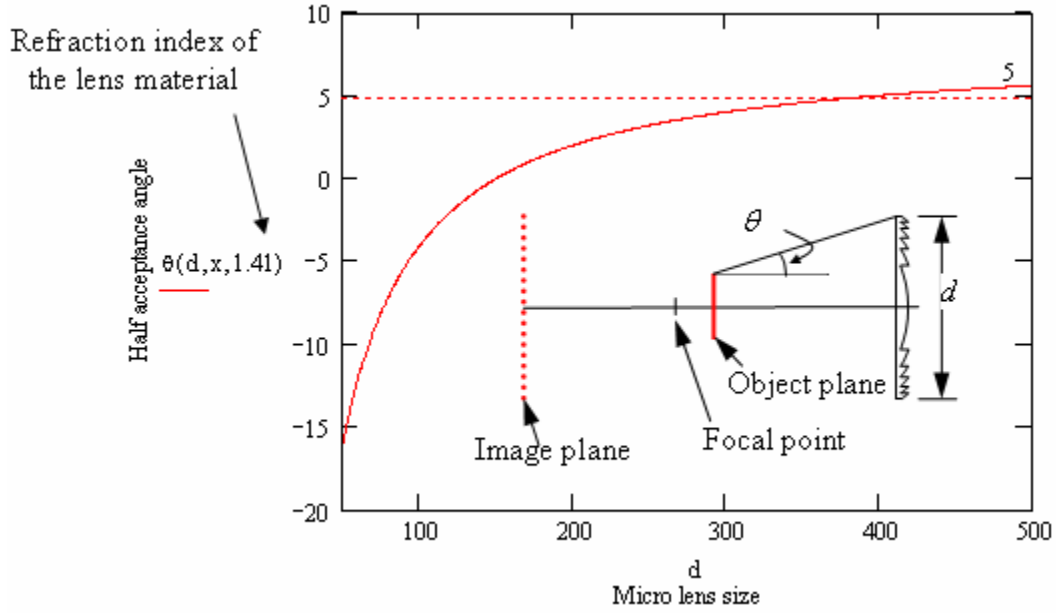 Refraction index of
the lens material
Half acceptance angle
θ(d,x,1.41)
10
5
0
−5
−10
−15
−20
5
θ
d
Object plane
Focal point
Image plane
100
200
300
400
500
d
Micro lens size